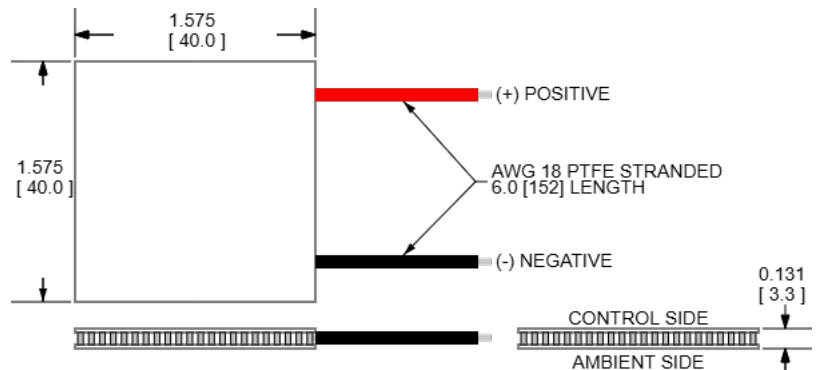 1.575
[ 40.0 ]
(+) POSITIVE
1.575
[ 40.0 ]
AWG 18 PTFE STRANDED
6.0 [152] LENGTH
(-) NEGATIVE
0.131
[ 3.3 ]
CONTROL SIDE
AMBIENT SIDE